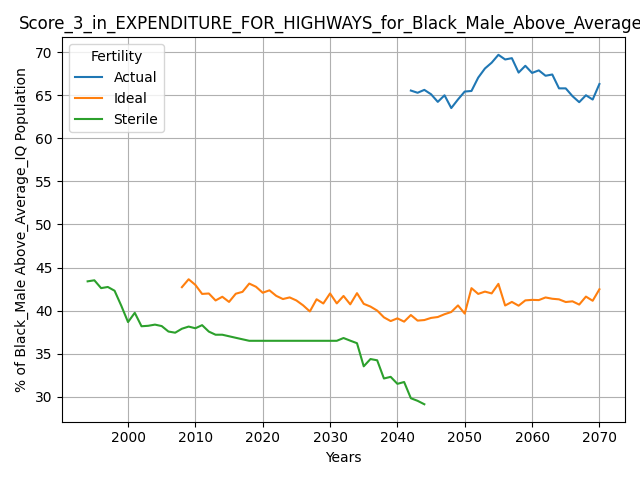 Score_3_in_EXPENDITURE_FOR_HIGHWAYS_for_Black_Male_Above_Average
Fertility
Actual
Ideal
Sterile
% of Black_Male Above_Average_IQ Population
70
65
60
55
50
45
40
35
30
2000 2010 2020 2030 2040 2050 2060 2070
Years